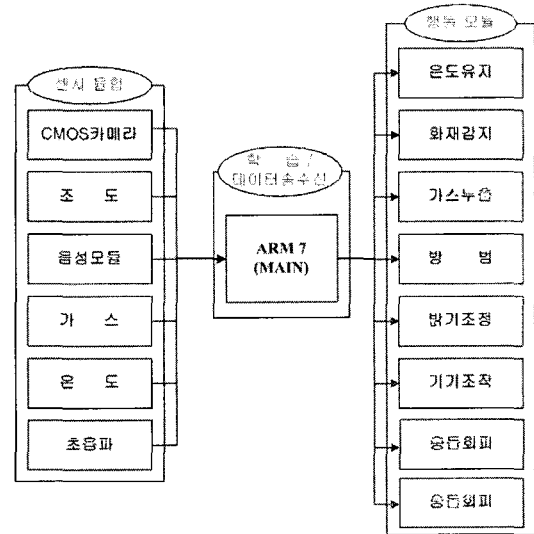 센서 융합
CMOS카메라
조 도
음성모듈
가 스
온 도
초음파
학 습 /
데이터송수신
ARM 7
(MAIN)
행동 모듈
온도유지
화재감지
가스누출
방 범
밝기조정
기기조작
충돌회피
충돌회피